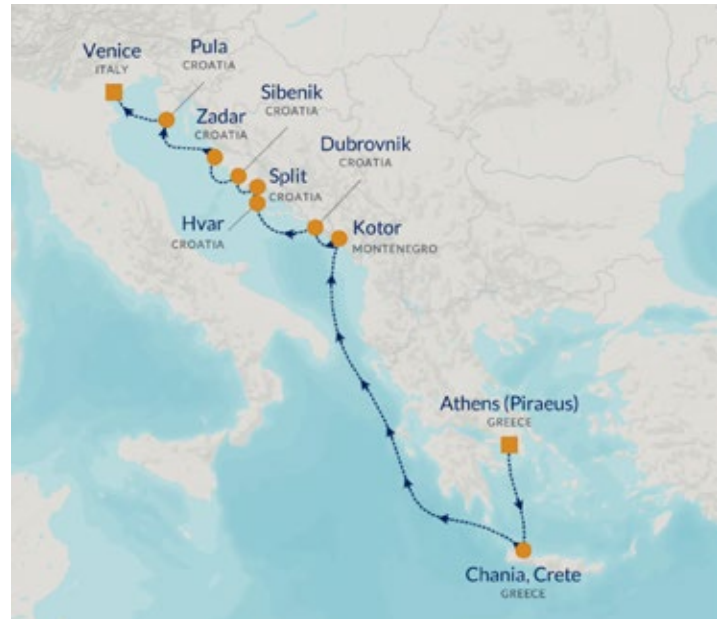 Venice
ITALY
Pula
CROATIA
Zadar
CROATIA
Sibenik
CROATIA
Dubrovnik
CROATIA
Split
CROATIA
Hvar
CROATIA
Kotor
MONTENEGRO
Athens (Piraeus)
GREECE
Chania, Crete
GREECE